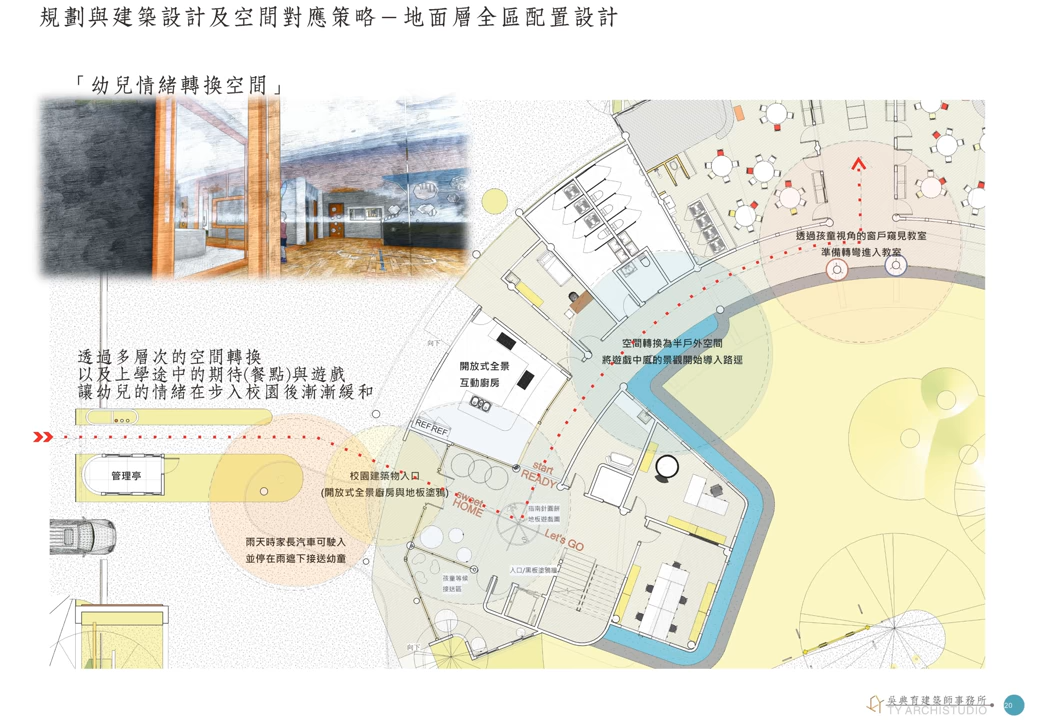 規劃與建築設計及空間對應策略－地面層全區配置設計
「幼兒情緒轉換空間」
透過孩童視角的窗戶窺見教室
準備轉彎進入教室
向下
空間轉換為半戶外空間
將遊戲中庭的景觀開始導入路逕
透過多層次的空間轉換
以及上學途中的期待(餐點)與遊戲
讓幼兒的情緒在步入校園後漸漸緩和
開放式全景
互動廚房
REF REF
管理亭
校園建築物入口
(開放式全景廚房與地板塗鴉)
start
READY
sweet
HOME
指南針圖餅
地板遊戲圖
Let's GO
雨天時家長汽車可駛入
並停在雨遮下接送幼童
入口/黑板塗鴉牆
孩童等候
接送區
向下
吳典育建築師事務所
TY ARCHISTUDIO
20